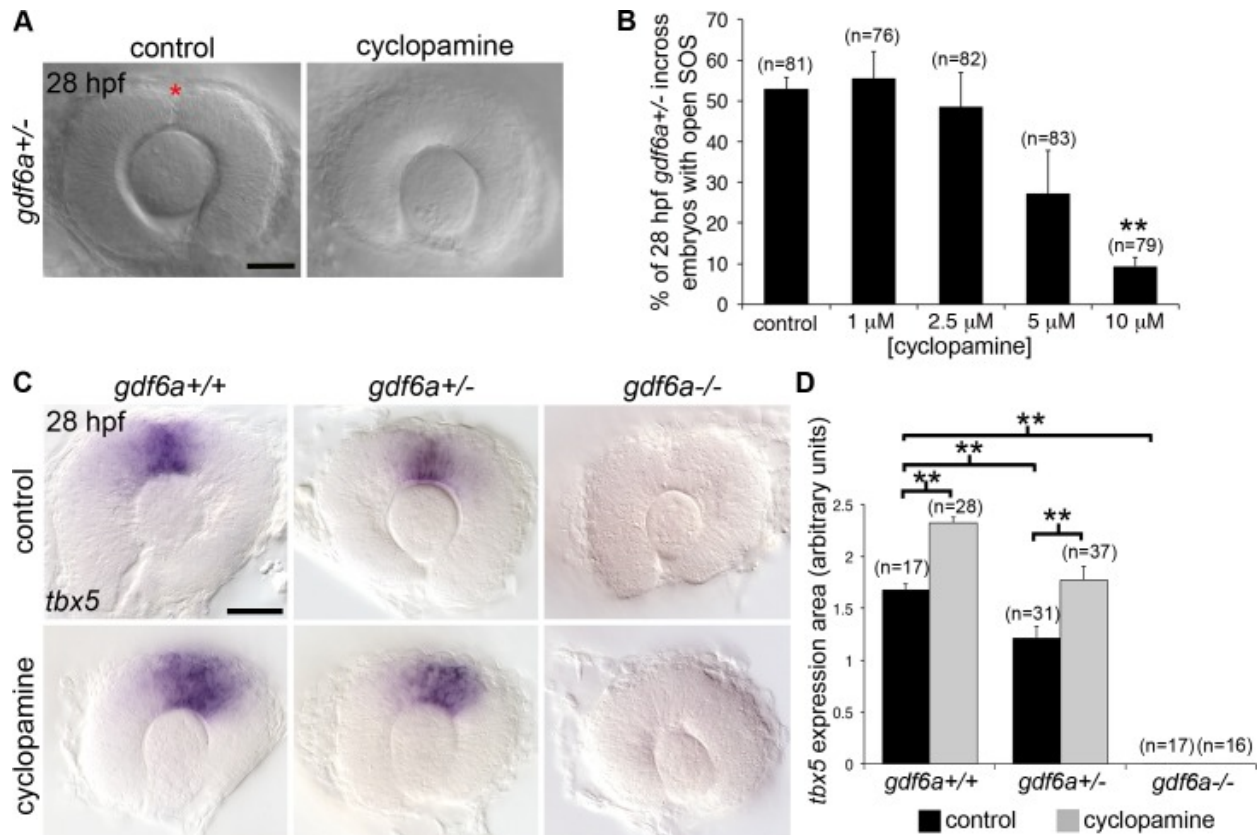 A
control
cyclopamine
28 hpf
*
gdf6a+/-
B
% of 28 hpf gdf6a+/- incross
embryos with open SOS
70
60
50
40
30
20
10
0
(n=81)
(n=76)
(n=82)
(n=83)
**
(n=79)
control
1 µM
2.5 µM
5 µM
10 µM
[cyclopamine]
C
gdf6a+/+
gdf6a+/-
gdf6a-/-
28 hpf
control
tbx5
cyclopamine
D
tbx5 expression area (arbitrary units)
2.5
2
1.5
1
0.5
0
**
**
**
**
(n=17)
(n=28)
(n=31)
(n=37)
(n=17) (n=16)
gdf6a+/+
gdf6a+/-
gdf6a-/-
control
cyclopamine